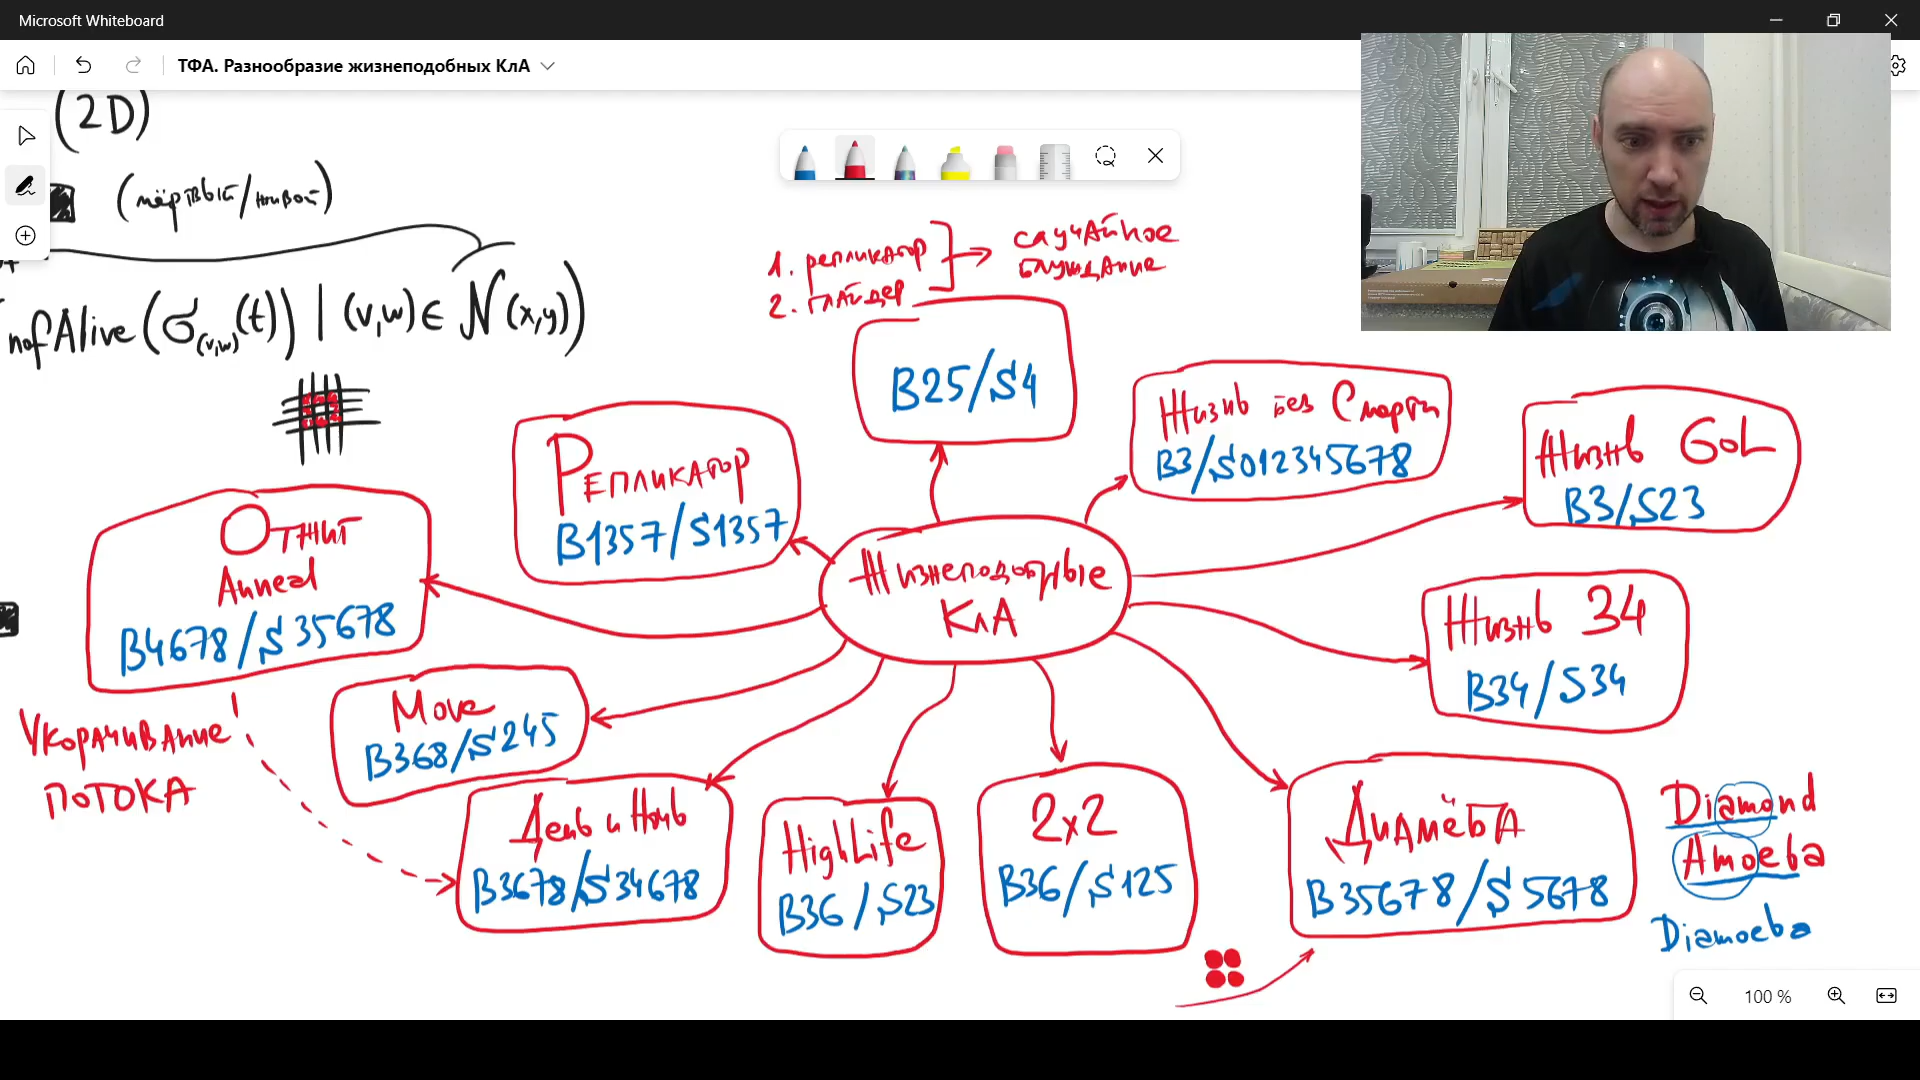 Microsoft Whiteboard
ТФА. Разнообразие жизнеподобных КлА
(2D)
(мёртвый/живой)
nofAlive(σ(v,w)(t)) | (v,w)∈ N(x,y))
1. репликатор
2. глайдер
случайное
блуждание
B25/S4
Жизнь без Смерти
B3/S012345678
Жизнь GoL
B3/S23
Репликатор
B1357/S1357
Отжиг
Anneal
B4678/S35678
Жизнеподобные
КлА
Жизнь 34
B34/S34
Move
B368/S245
Укорачивание
потока
День и Ночь
B3678/S34678
HighLife
B36/S23
2x2
B36/S125
Диамёба
B35678/S5678
Diamond
Amoeba
Diamoeba
100 %